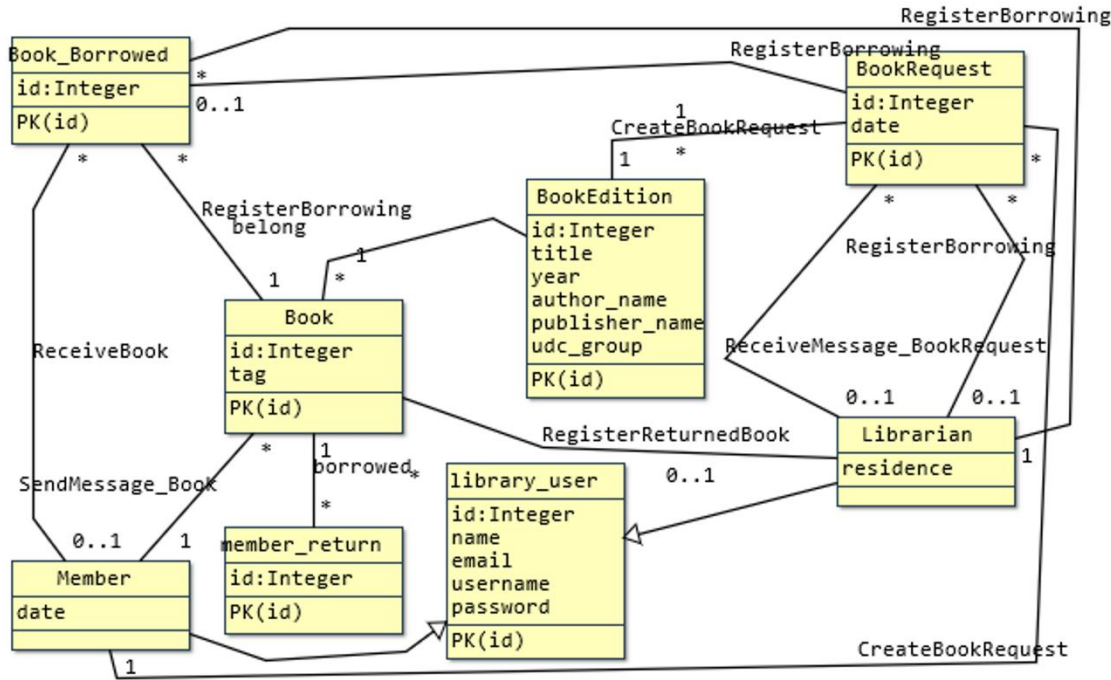 RegisterBorrowing
Book_Borrowed
id:Integer
PK(id)
*
0..1
RegisterBorrowing
BookRequest
id:Integer
date
PK(id)
1
CreateBookRequest
*
1
*
*
*
RegisterBorrowing
belong
1
*
1
BookEdition
id:Integer
title
year
author_name
publisher_name
udc_group
PK(id)
*
*
RegisterBorrowing
ReceiveBook
Book
id:Integer
tag
PK(id)
ReceiveMessage_BookRequest
0..1
0..1
RegisterReturnedBook
*
0..1
Librarian
residence
1
*
SendMessage_Book
1
borrowed
*
library_user
id:Integer
name
email
username
password
PK(id)
0..1
1
Member
date
member_return
id:Integer
PK(id)
1
CreateBookRequest